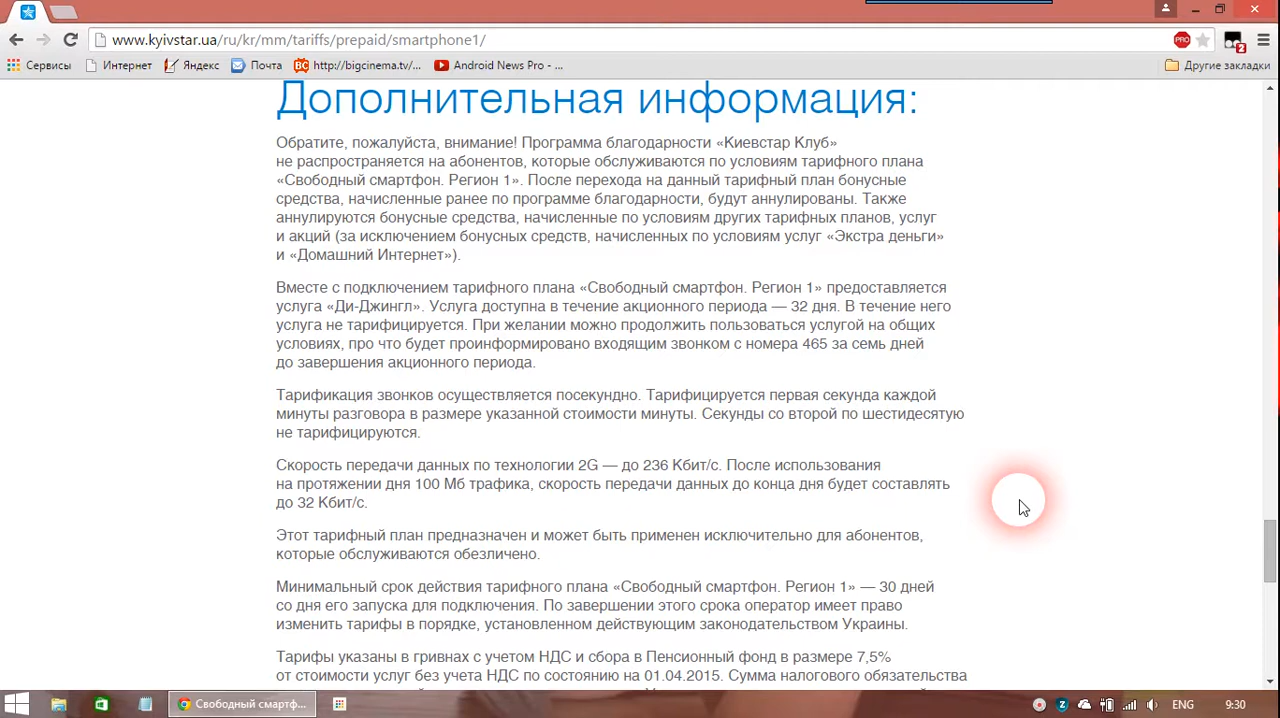 www.kyivstar.ua/ru/kr/mm/tariffs/prepaid/smartphone1/
PRO
2
Сервисы
Интернет
Яндекс
Почта
BC
http://bigcinema.tv/...
Android News Pro - ...
Другие закладки
Дополнительная информация:
Обратите, пожалуйста, внимание! Программа благодарности «Киевстар Клуб»
не распространяется на абонентов, которые обслуживаются по условиям тарифного плана
«Свободный смартфон. Регион 1». После перехода на данный тарифный план бонусные
средства, начисленные ранее по программе благодарности, будут аннулированы. Также
аннулируются бонусные средства, начисленные по условиям других тарифных планов, услуг
и акций (за исключением бонусных средств, начисленных по условиям услуг «Экстра деньги»
и «Домашний Интернет»).
Вместе с подключением тарифного плана «Свободный смартфон. Регион 1» предоставляется
услуга «Ди-Джингл». Услуга доступна в течение акционного периода — 32 дня. В течение него
услуга не тарифицируется. При желании можно продолжить пользоваться услугой на общих
условиях, про что будет проинформировано входящим звонком с номера 465 за семь дней
до завершения акционного периода.
Тарификация звонков осуществляется посекундно. Тарифицируется первая секунда каждой
минуты разговора в размере указанной стоимости минуты. Секунды со второй по шестидесятую
не тарифицируются.
Скорость передачи данных по технологии 2G — до 236 Кбит/с. После использования
на протяжении дня 100 Мб трафика, скорость передачи данных до конца дня будет составлять
до 32 Кбит/с.
Этот тарифный план предназначен и может быть применен исключительно для абонентов,
которые обслуживаются обезличено.
Минимальный срок действия тарифного плана «Свободный смартфон. Регион 1» — 30 дней
со дня его запуска для подключения. По завершении этого срока оператор имеет право
изменить тарифы в порядке, установленном действующим законодательством Украины.
Тарифы указаны в гривнах с учетом НДС и сбора в Пенсионный фонд в размере 7,5%
от стоимости услуг без учета НДС по состоянию на 01.04.2015. Сумма налогового обязательства
Свободный смартф...
ENG
9:30